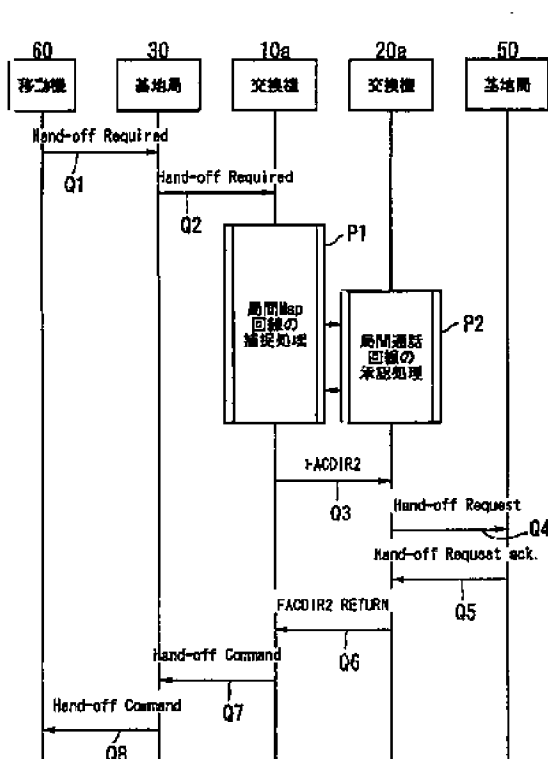 60 30 10a 20a 50
移動機 基地局 交換機 交換機 基地局
Hand-off Required
Q1
Hand-off Required
Q2
P1
局間Map
回線の
捕捉処理
P2
局間通話
回線の
承認処理
FACDIR2
Q3
Hand-off Request
Q4
Hand-off Request ack.
Q5
FACDIR2 RETURN
Q6
Hand-off Command
Q7
Hand-off Command
Q8